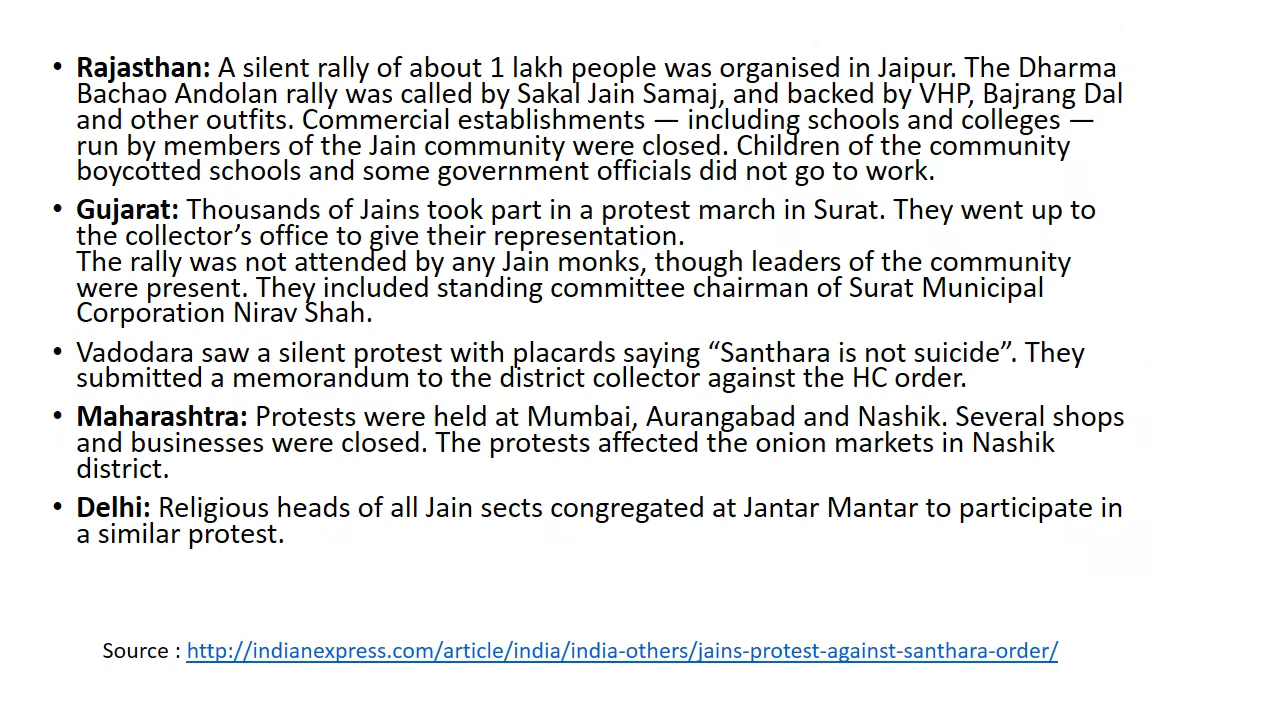 • Rajasthan: A silent rally of about 1 lakh people was organised in Jaipur. The Dharma
Bachao Andolan rally was called by Sakal Jain Samaj, and backed by VHP, Bajrang Dal
and other outfits. Commercial establishments — including schools and colleges —
run by members of the Jain community were closed. Children of the community
boycotted schools and some government officials did not go to work.
• Gujarat: Thousands of Jains took part in a protest march in Surat. They went up to
the collector’s office to give their representation.
The rally was not attended by any Jain monks, though leaders of the community
were present. They included standing committee chairman of Surat Municipal
Corporation Nirav Shah.
• Vadodara saw a silent protest with placards saying “Santhara is not suicide”. They
submitted a memorandum to the district collector against the HC order.
• Maharashtra: Protests were held at Mumbai, Aurangabad and Nashik. Several shops
and businesses were closed. The protests affected the onion markets in Nashik
district.
• Delhi: Religious heads of all Jain sects congregated at Jantar Mantar to participate in
a similar protest.
Source : http://indianexpress.com/article/india/india-others/jains-protest-against-santhara-order/